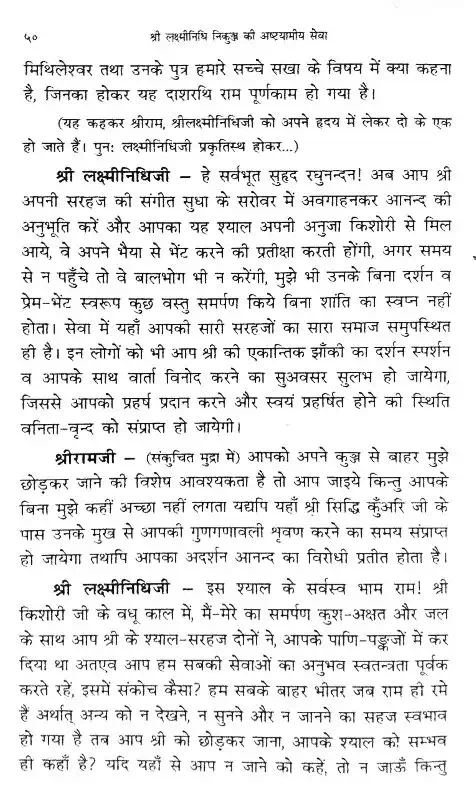 ५० श्री लक्ष्मीनिधि निकुञ्ज की अष्टयामीय सेवा
मिथिलेश्वर तथा उनके पुत्र हमारे सच्चे सखा के विषय में क्या कहना
है, जिनका होकर यह दाशरथि राम पूर्णकाम हो गया है।
(यह कहकर श्रीराम, श्रीलक्ष्मीनिधिजी को अपने हृदय में लेकर दो के एक
हो जाते हैं। पुन: लक्ष्मीनिधिजी प्रकृतिस्थ होकर...)
श्री लक्ष्मीनिधिजी – हे सर्वभूत सुहृद रघुनन्दन! अब आप श्री
अपनी सरहज की संगीत सुधा के सरोवर में अवगाहनकर आनन्द की
अनुभूति करें और आपका यह श्याल अपनी अनुजा किशोरी से मिल
आये, वे अपने भैया से भेंट करने की प्रतीक्षा करती होंगी, अगर समय
से न पहुँचे तो वे बालभोग भी न करेंगी, मुझे भी उनके बिना दर्शन व
प्रेम-भेंट स्वरूप कुछ वस्तु समर्पण किये बिना शांति का स्वप्न नहीं
होता। सेवा में यहाँ आपकी सारी सरहजों का सारा समाज समुपस्थित
ही है। इन लोगों को भी आप श्री की एकान्तिक झाँकी का दर्शन स्पर्शन
व आपके साथ वार्ता विनोद करने का सुअवसर सुलभ हो जायेगा,
जिससे आपको प्रहर्ष प्रदान करने और स्वयं प्रहर्षित होने की स्थिति
वनिता-वृन्द को संप्राप्त हो जायेगी।
श्रीरामजी – (संकुचित मुद्रा में) आपको अपने कुञ्ज से बाहर मुझे
छोड़कर जाने की विशेष आवश्यकता है तो आप जाइये किन्तु आपके
बिना मुझे कहीं अच्छा नहीं लगता यद्यपि यहाँ श्री सिद्धि कुँअरि जी के
पास उनके मुख से आपकी गुणगणावली श्रृवण करने का समय संप्राप्त
हो जायेगा तथापि आपका अदर्शन आनन्द का विरोधी प्रतीत होता है।
श्री लक्ष्मीनिधिजी – इस श्याल के सर्वस्व भाम राम! श्री
किशोरी जी के वधू काल में, मैं-मेरे का समर्पण कुश-अक्षत और जल
के साथ आप श्री के श्याल-सरहज दोनों ने, आपके पाणि-पङ्कजों में कर
दिया था अतएव आप हम सबकी सेवाओं का अनुभव स्वतन्त्रता पूर्वक
करते रहें, इसमें संकोच कैसा? हम सबके बाहर भीतर जब राम ही रमे
हैं अर्थात् अन्य को न देखने, न सुनने और न जानने का सहज स्वभाव
हो गया है तब आप श्री को छोड़कर जाना, आपके श्याल को सम्भव
ही कहाँ है? यदि यहाँ से आप न जाने को कहें, तो न जाऊँ किन्तु